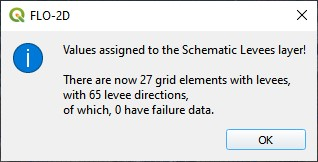 FLO-2D
Values assigned to the Schematic Levees layer!
There are now 27 grid elements with levees,
with 65 levee directions,
of which, 0 have failure data.
OK